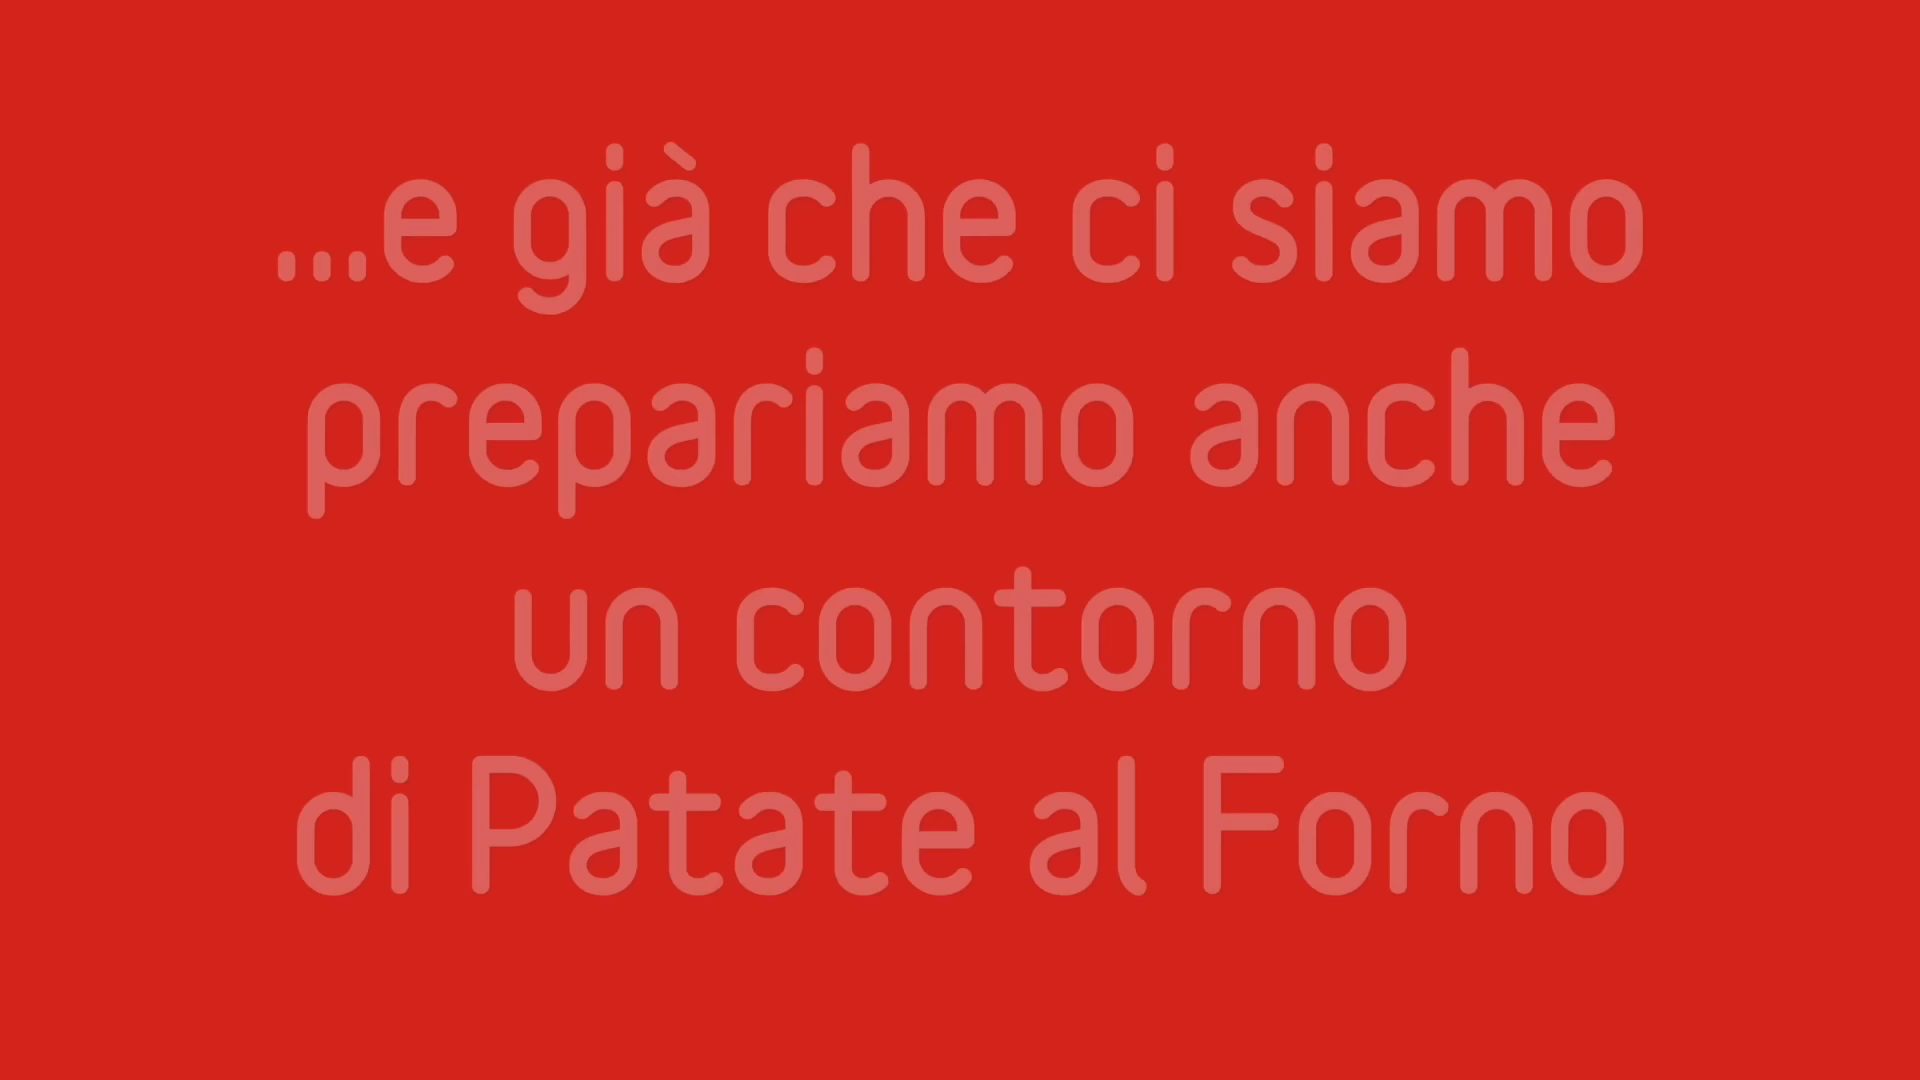 ...e già che ci siamo
prepariamo anche
un contorno
di Patate al Forno